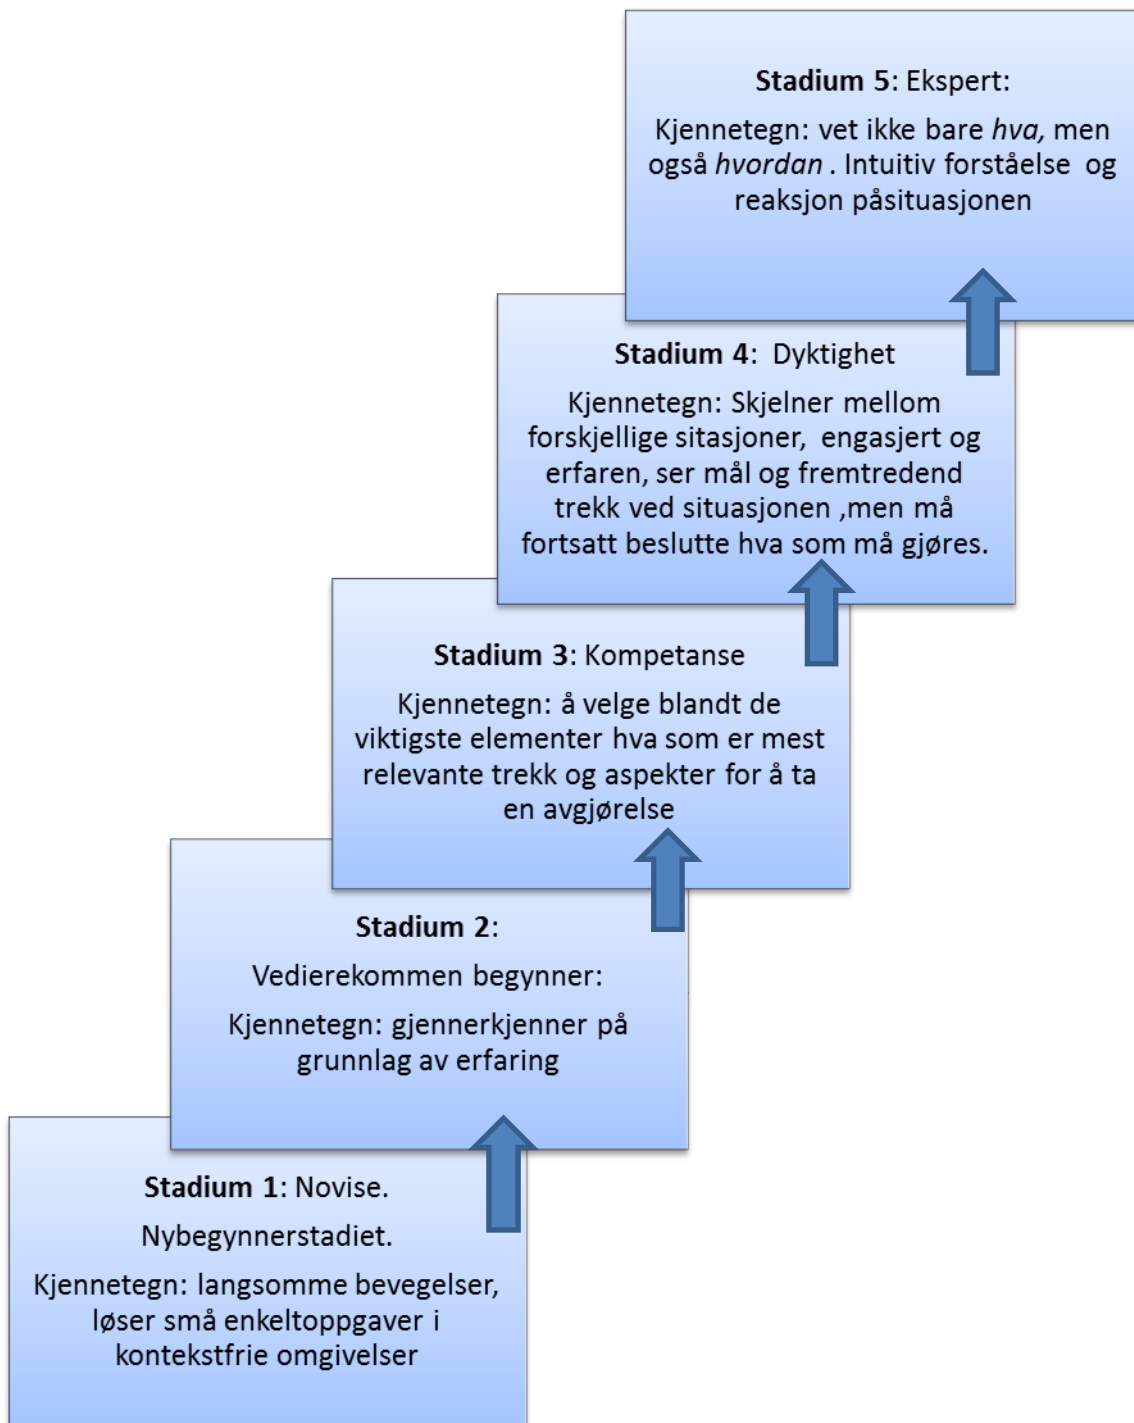 Stadium 5: Ekspert:
Kjennetegn: vet ikke bare hva, men
også hvordan . Intuitiv forståelse og
reaksjon påsituasjonen
Stadium 4: Dyktighet
Kjennetegn: Skjelner mellom
forskjellige sitasjoner, engasjert og
erfaren, ser mål og fremtredend
trekk ved situasjonen ,men må
fortsatt beslutte hva som må gjøres.
Stadium 3: Kompetanse
Kjennetegn: å velge blandt de
viktigste elementer hva som er mest
relevante trekk og aspekter for å ta
en avgjørelse
Stadium 2:
Vedierekommen begynner:
Kjennetegn: gjennerkjenner på
grunnlag av erfaring
Stadium 1: Novise.
Nybegynnerstadiet.
Kjennetegn: langsomme bevegelser,
løser små enkeltoppgaver i
kontekstfrie omgivelser